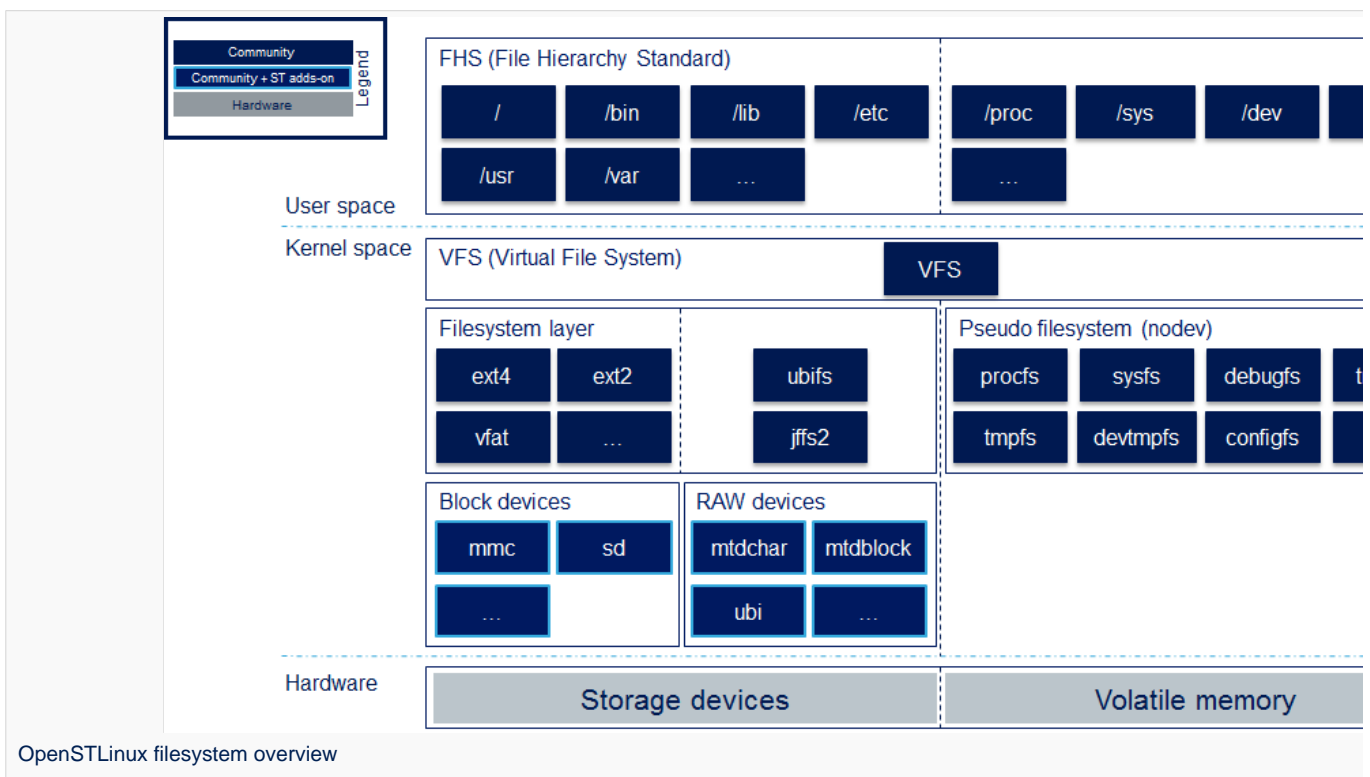 Community
Community + ST adds-on
Hardware
Legend
FHS (File Hierarchy Standard)
/ /bin /lib /etc /proc /sys /dev
/usr /var ... ...
User space
Kernel space
VFS (Virtual File System)
VFS
Filesystem layer
Pseudo filesystem (nodev)
ext4 ext2 ubifs procfs sysfs debugfs
vfat ... jffs2 tmpfs devtmpfs configfs
Block devices
RAW devices
mmc sd mtdchar mtdblock
... ubi ...
Hardware
Storage devices
Volatile memory
OpenSTLinux filesystem overview